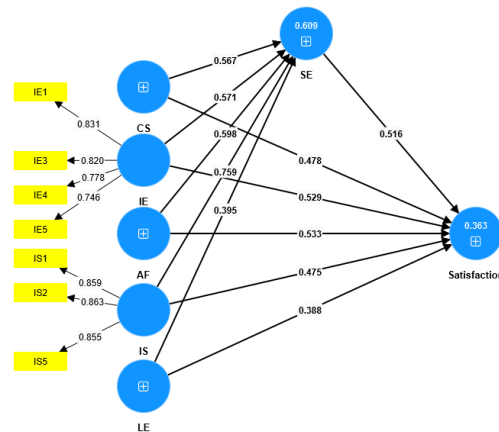 0.609
SE
0.567
IE1
CS
0.571
0.831
0.516
0.598
IE3
0.820
0.478
0.778
IE4
0.759
0.746
IE
0.529
0.395
IE5
0.533
0.363
IS1
AF
Satisfaction
0.859
0.475
IS2
0.863
0.388
0.855
IS
IS5
LE